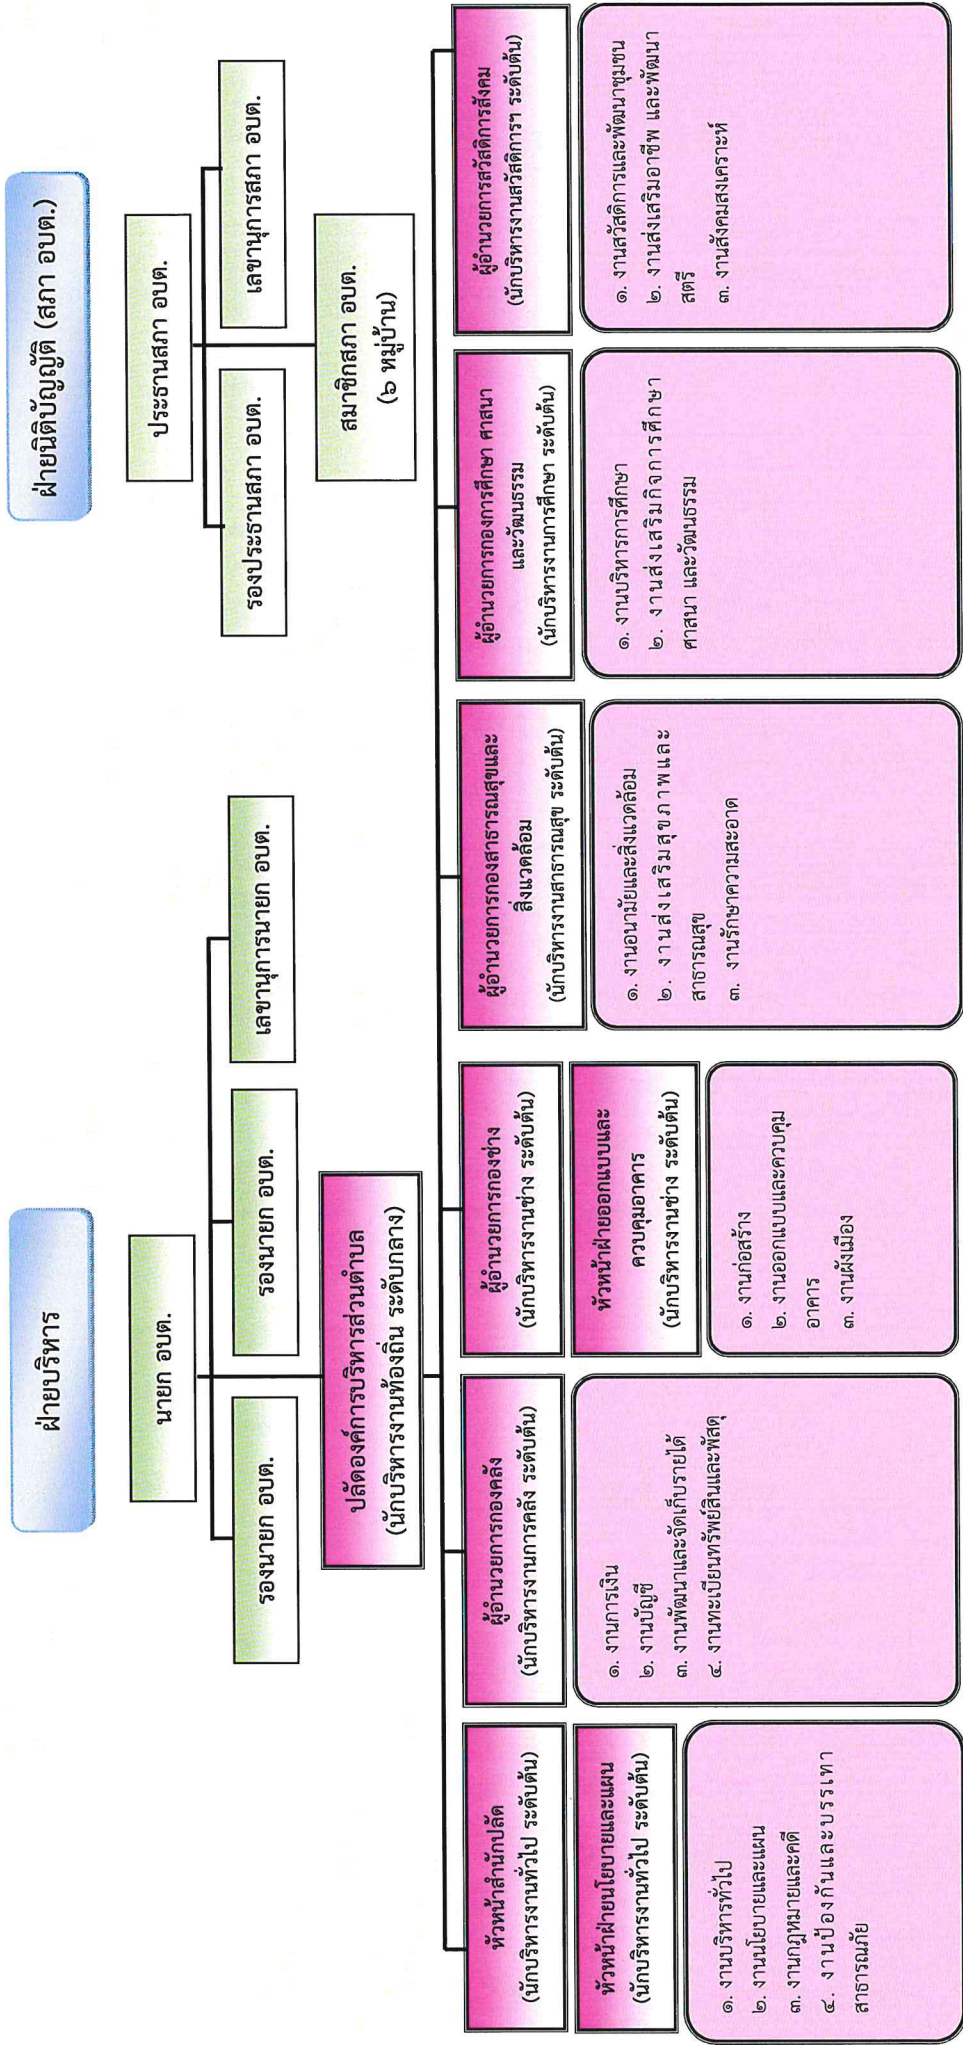 ฝ่ายบริหาร
นายก อบต.
รองนายก อบต.
รองนายก อบต.
เลขานุการนายก อบต.
ฝ่ายนิติบัญญัติ (สภา อบต.)
ประธานสภา อบต.
รองประธานสภา อบต.
เลขานุการสภา อบต.
สมาชิกสภา อบต.
(๖ หมู่บ้าน)
ปลัดองค์การบริหารส่วนตำบล
(นักบริหารงานท้องถิ่น ระดับกลาง)
หัวหน้าสำนักปลัด
(นักบริหารงานทั่วไป ระดับต้น)
หัวหน้าฝ่ายนโยบายและแผน
(นักบริหารงานทั่วไป ระดับต้น)
๑. งานบริหารทั่วไป
๒. งานนโยบายและแผน
๓. งานกฎหมายและคดี
๔. งานป้องกันและบรรเทา
สาธารณภัย
ผู้อำนวยการกองคลัง
(นักบริหารงานการคลัง ระดับต้น)
๑. งานการเงิน
๒. งานบัญชี
๓. งานพัฒนาและจัดเก็บรายได้
๔. งานทะเบียนทรัพย์สินและพัสดุ
ผู้อำนวยการกองช่าง
(นักบริหารงานช่าง ระดับต้น)
หัวหน้าฝ่ายออกแบบและ
ควบคุมอาคาร
(นักบริหารงานช่าง ระดับต้น)
๑. งานก่อสร้าง
๒. งานออกแบบและควบคุม
อาคาร
๓. งานผังเมือง
ผู้อำนวยการกองสาธารณสุขและ
สิ่งแวดล้อม
(นักบริหารงานสาธารณสุข ระดับต้น)
๑. งานอนามัยและสิ่งแวดล้อม
๒. งานส่งเสริมสุขภาพและ
สาธารณสุข
๓. งานรักษาความสะอาด
ผู้อำนวยการกองการศึกษา ศาสนา
และวัฒนธรรม
(นักบริหารงานการศึกษา ระดับต้น)
๑. งานบริหารการศึกษา
๒. งานส่งเสริมกิจการศึกษา
ศาสนา และวัฒนธรรม
ผู้อำนวยการสวัสดิการสังคม
(นักบริหารงานสวัสดิการฯ ระดับต้น)
๑. งานสวัสดิการและพัฒนาชุมชน
๒. งานส่งเสริมอาชีพ และพัฒนา
สตรี
๓. งานสังคมสงเคราะห์